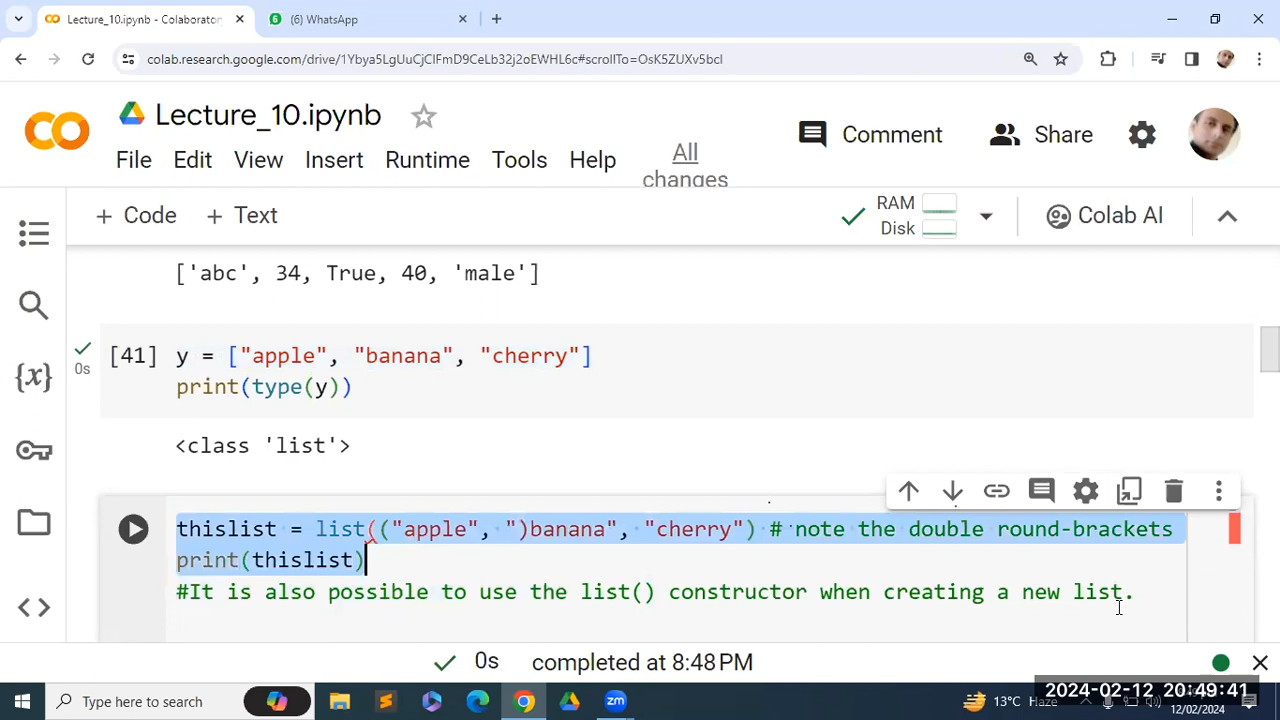 Lecture_10.ipynb - Colaborator
(6) WhatsApp
colab.research.google.com/drive/1Ybya5LgUuCjClFmD9CeLb32j2oEWHL6c#scrollTo=OsK5ZUXv5bcI
Lecture_10.ipynb
Comment
Share
File Edit View Insert Runtime Tools Help
All changes
+ Code + Text
RAM
Disk
Colab AI
['abc', 34, True, 40, 'male']
[41] y = ["apple", "banana", "cherry"]
0s
print(type(y))
<class 'list'>
thislist = list(("apple", ")banana", "cherry") # note the double round-brackets
print(thislist)
#It is also possible to use the list() constructor when creating a new list.
0s completed at 8:48 PM
Type here to search
13°C Haze
2024-02-12 20:49:41
12/02/2024